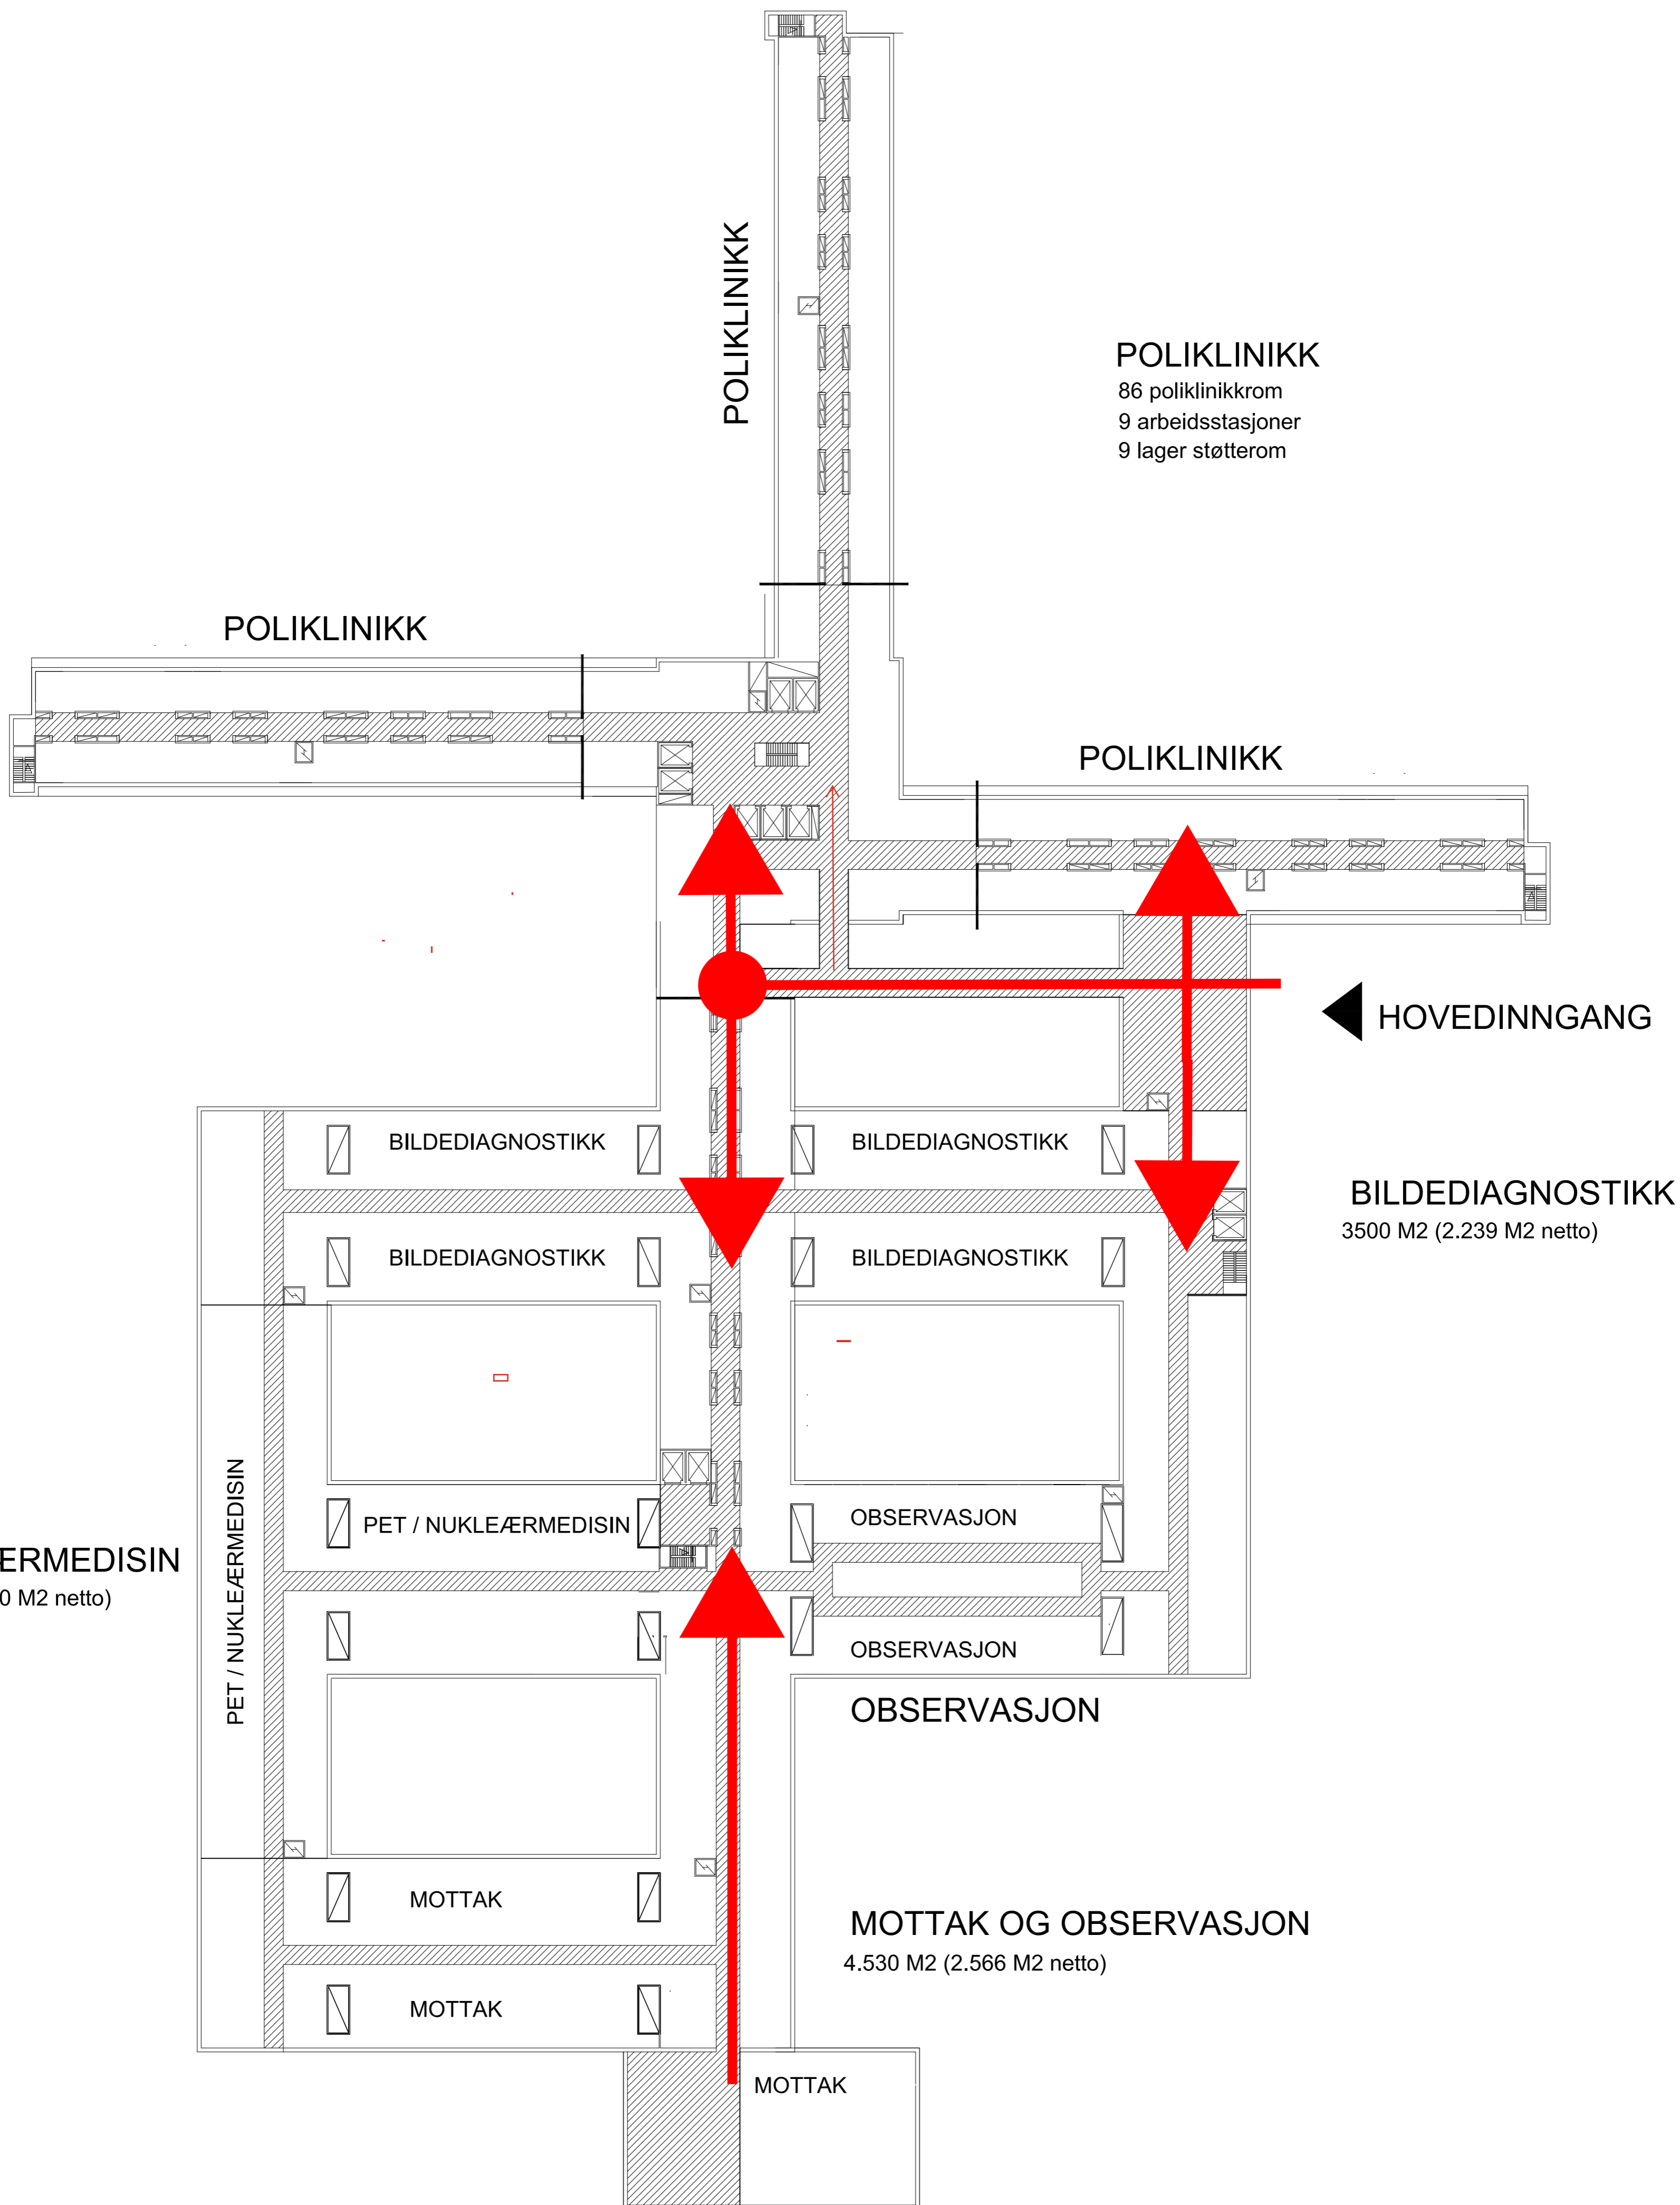 POLIKLINIKK
POLIKLINIKK
86 poliklinikkrom
9 arbeidsstasjoner
9 lager støtterom
POLIKLINIKK
POLIKLINIKK
HOVEDINNGANG
BILDEDIAGNOSTIKK
BILDEDIAGNOSTIKK
BILDEDIAGNOSTIKK
3500 M2 (2.239 M2 netto)
BILDEDIAGNOSTIKK
BILDEDIAGNOSTIKK
PET / NUKLEÆRMEDISIN
PET / NUKLEÆRMEDISIN
OBSERVASJON
ERMEDISIN
0 M2 netto)
OBSERVASJON
OBSERVASJON
MOTTAK
MOTTAK OG OBSERVASJON
4.530 M2 (2.566 M2 netto)
MOTTAK
MOTTAK